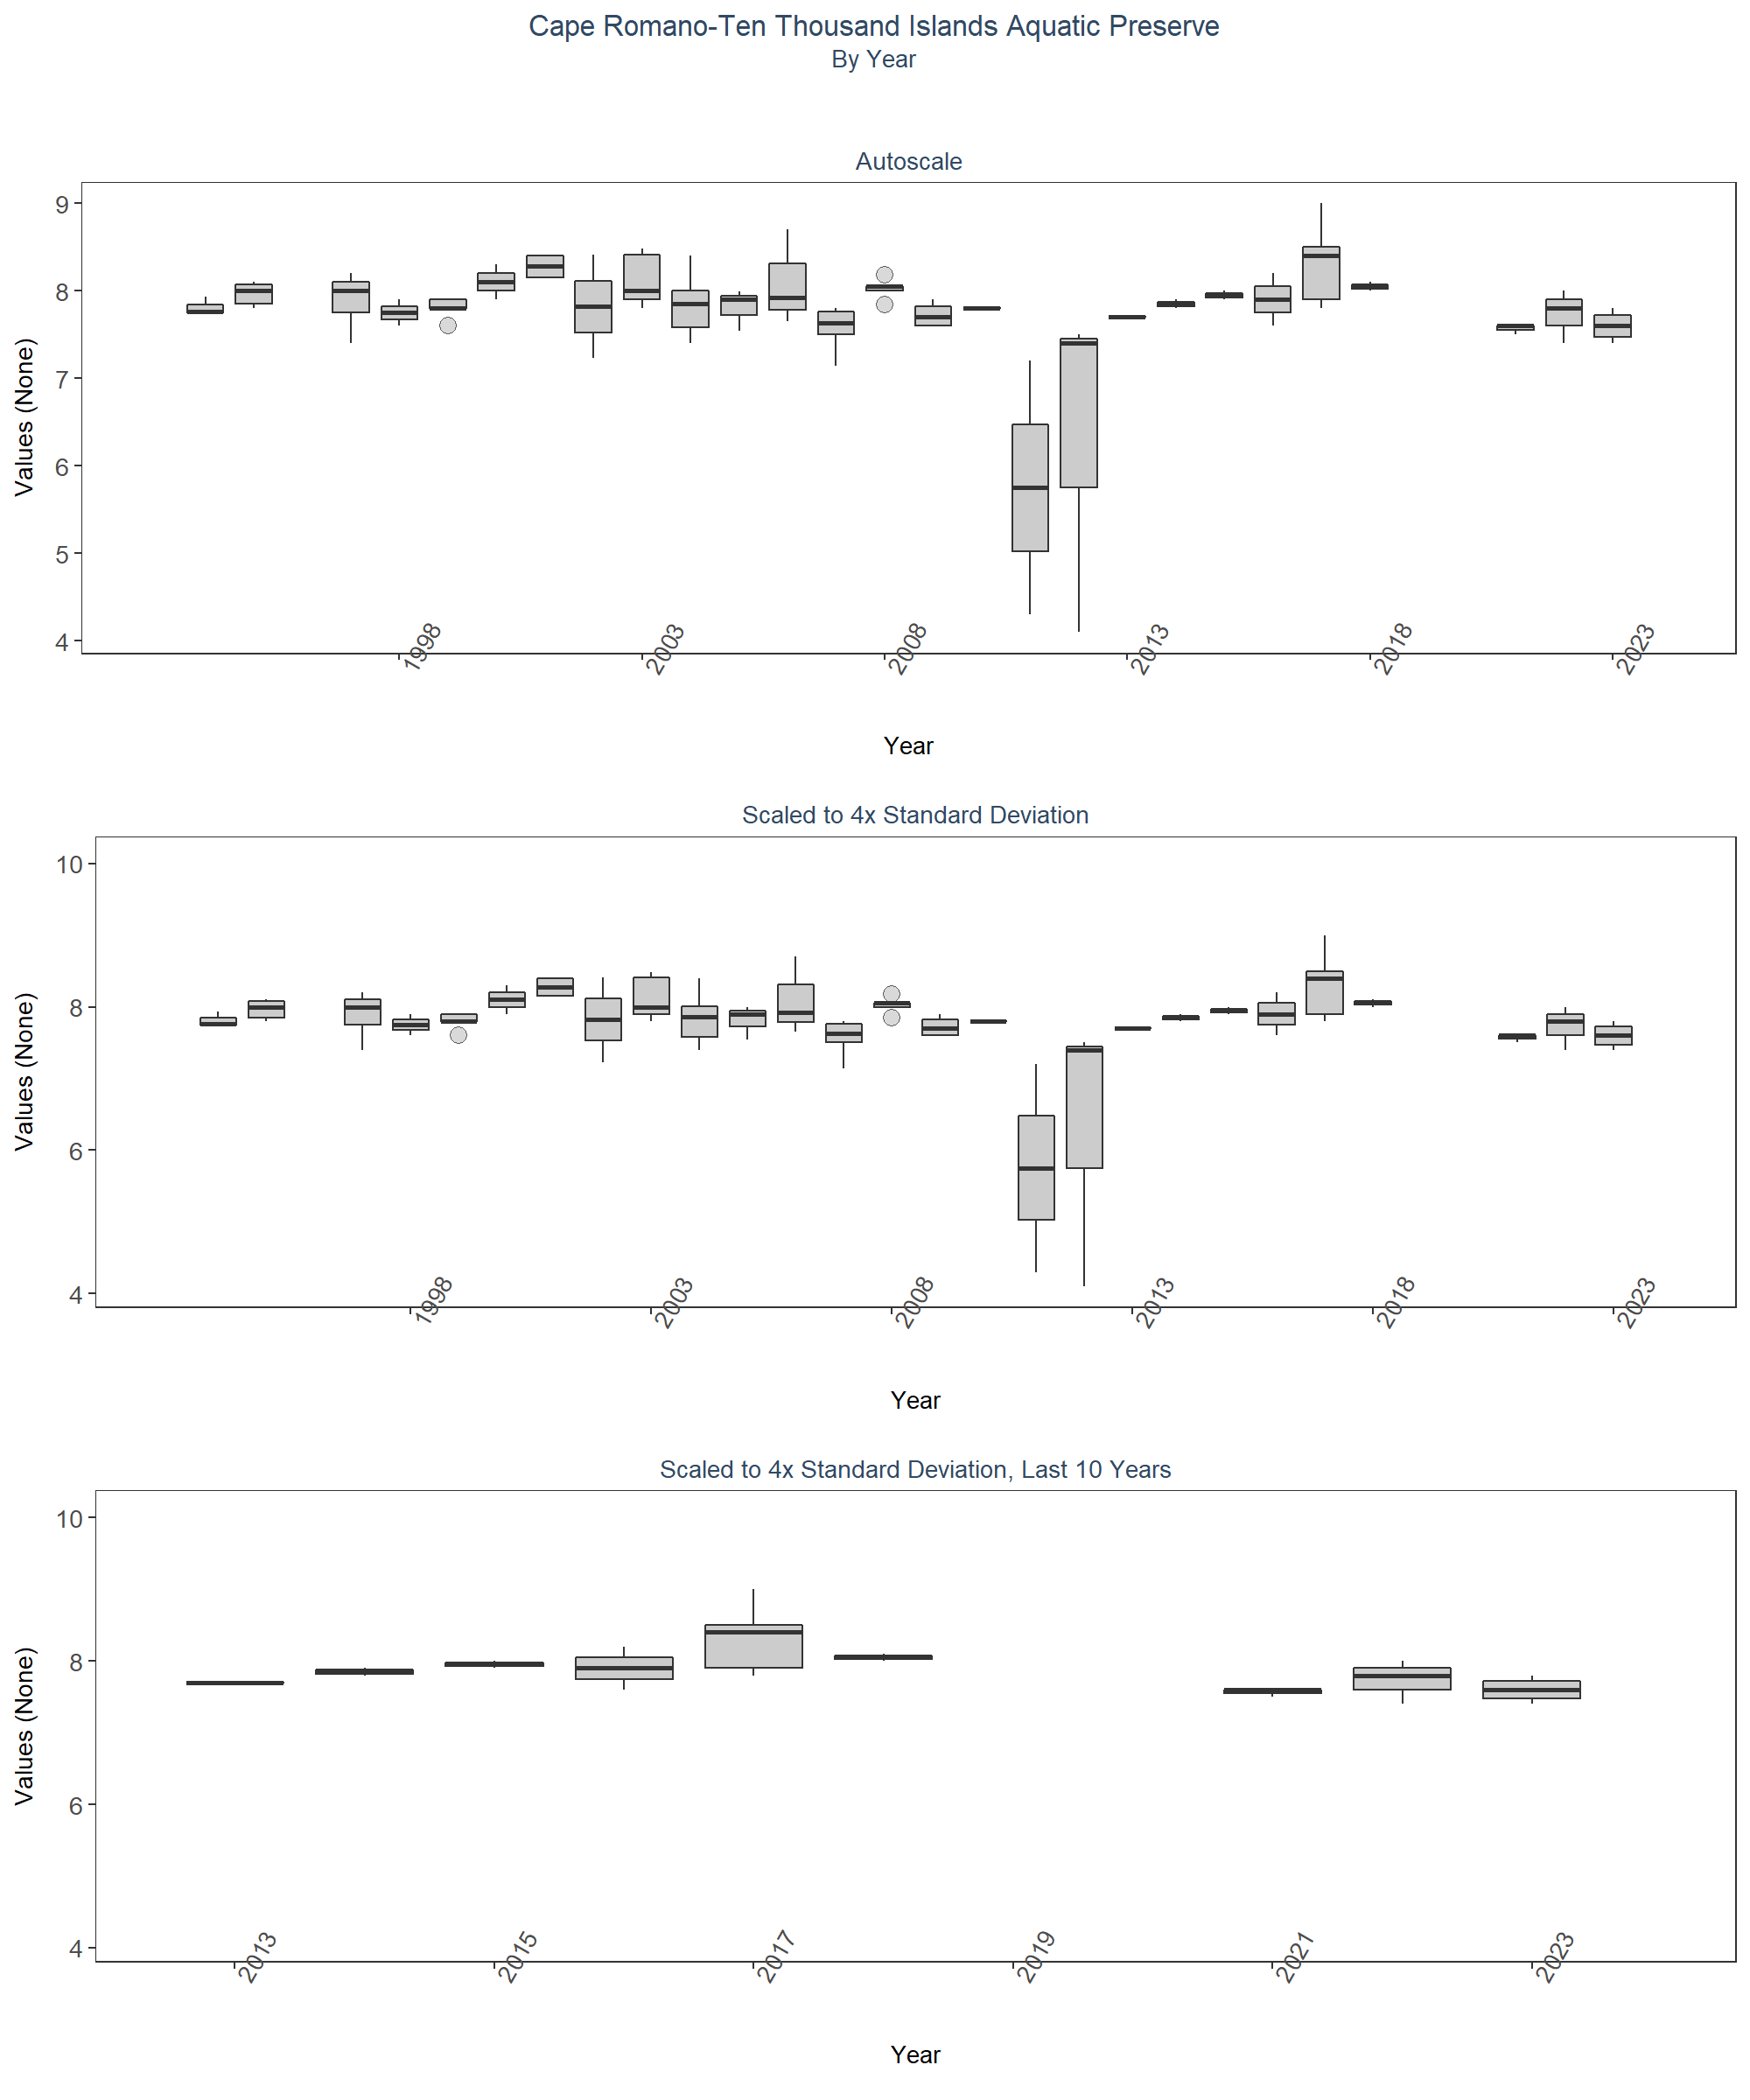 Cape Romano-Ten Thousand Islands Aquatic Preserve
By Year
Autoscale
Values (None)
9
8
7
6
5
4
1998 2003 2008 2013 2018 2023
Year
Scaled to 4x Standard Deviation
Values (None)
10
8
6
4
1998 2003 2008 2013 2018 2023
Year
Scaled to 4x Standard Deviation, Last 10 Years
Values (None)
10
8
6
4
2013 2015 2017 2019 2021 2023
Year